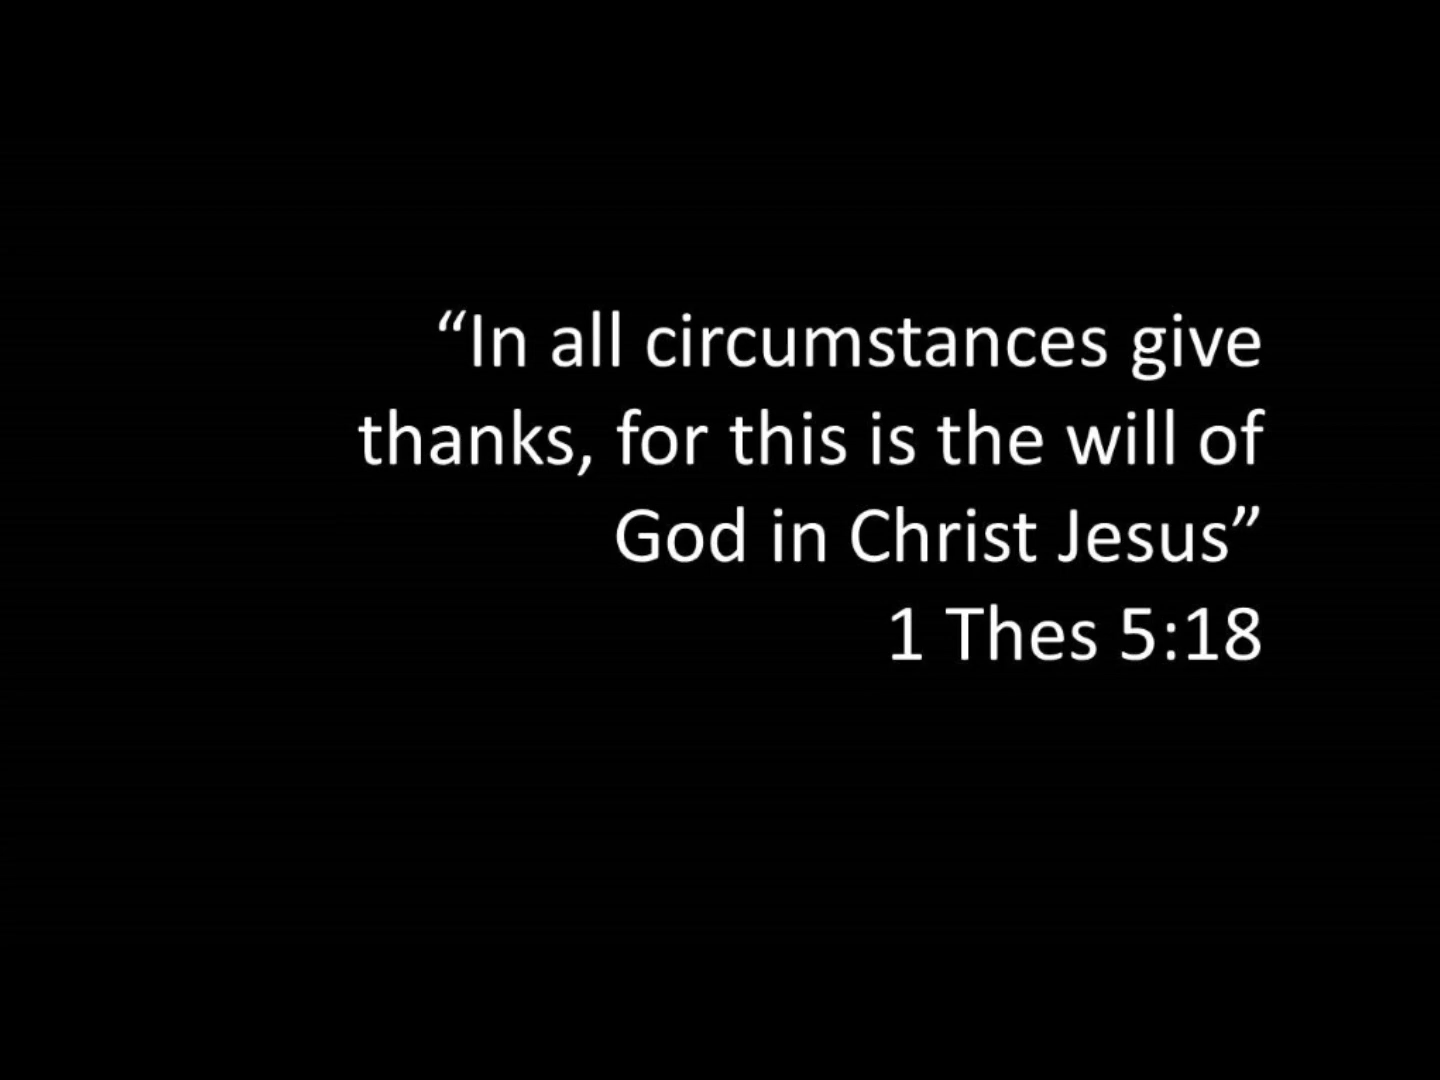 “In all circumstances give
thanks, for this is the will of
God in Christ Jesus”
1 Thes 5:18